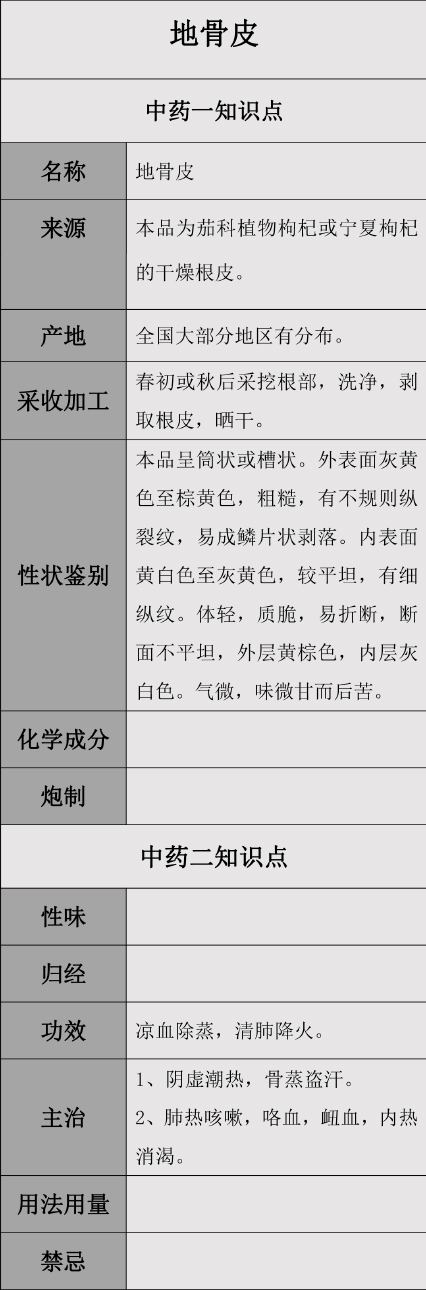 地骨皮
中药一知识点
名称
地骨皮
来源
本品为茄科植物枸杞或宁夏枸杞
的干燥根皮。
产地
全国大部分地区有分布。
采收加工
春初或秋后采挖根部，洗净，剥
取根皮，晒干。
性状鉴别
本品呈筒状或槽状。外表面灰黄
色至棕黄色，粗糙，有不规则纵
裂纹，易成鳞片状剥落。内表面
黄白色至灰黄色，较平坦，有细
纵纹。体轻，质脆，易折断，断
面不平坦，外层黄棕色，内层灰
白色。气微，味微甘而后苦。
化学成分
炮制
中药二知识点
性味
归经
功效
凉血除蒸，清肺降火。
主治
1、阴虚潮热，骨蒸盗汗。
2、肺热咳嗽，咯血，衄血，内热
消渴。
用法用量
禁忌